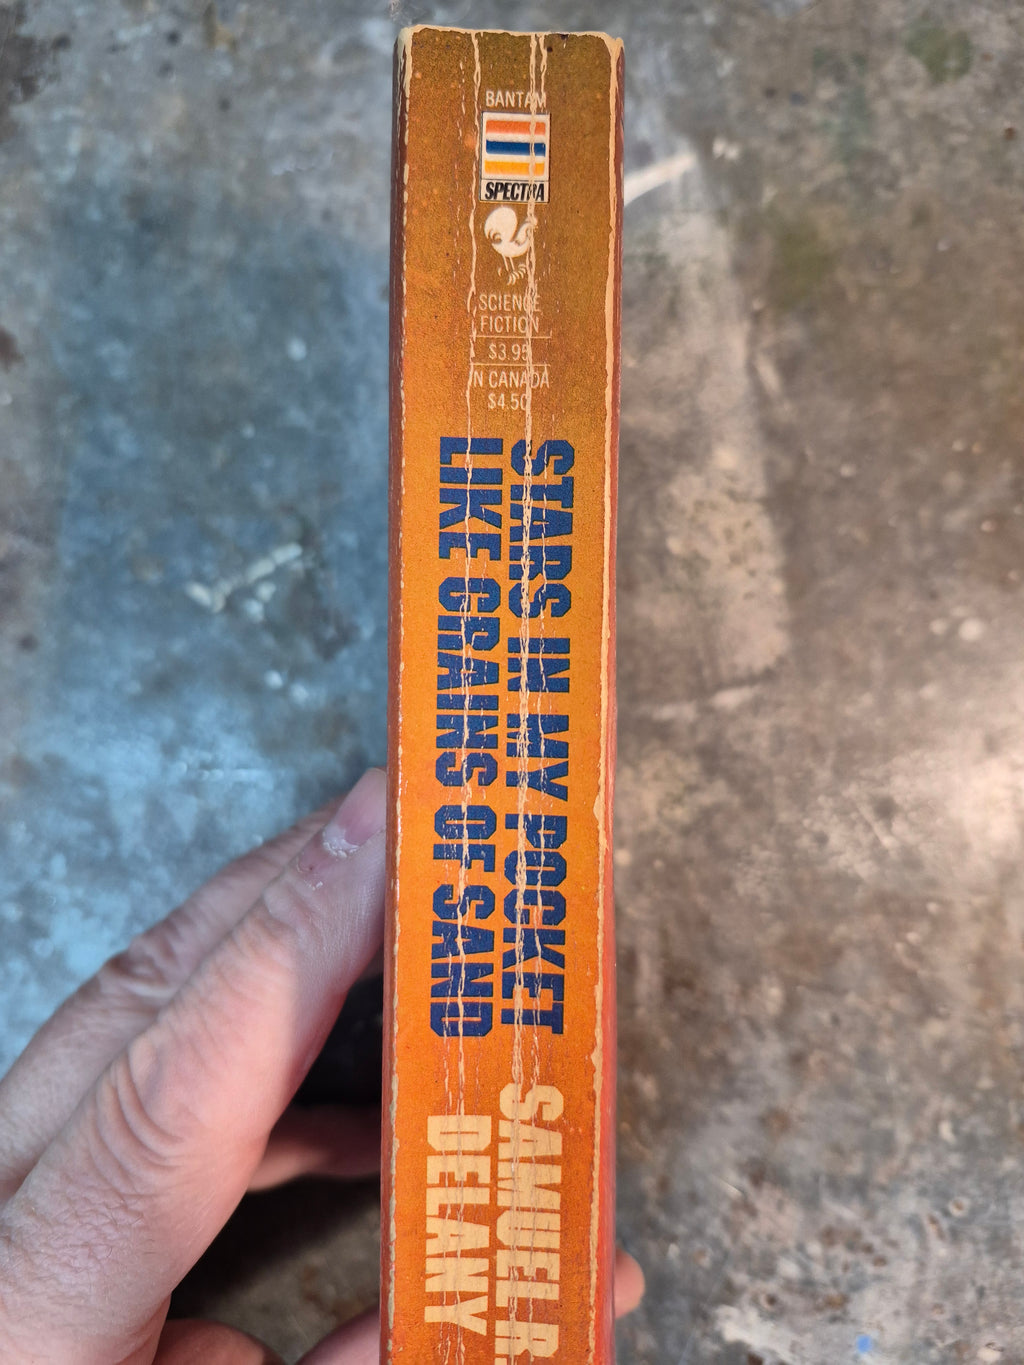 BANTAM
SPECTRA
SCIENCE
FICTION
$3.95
IN CANADA
$4.50
STARS IN MY POCKET
LIKE GRAINS OF SAND
SAMUEL R.
DELANY